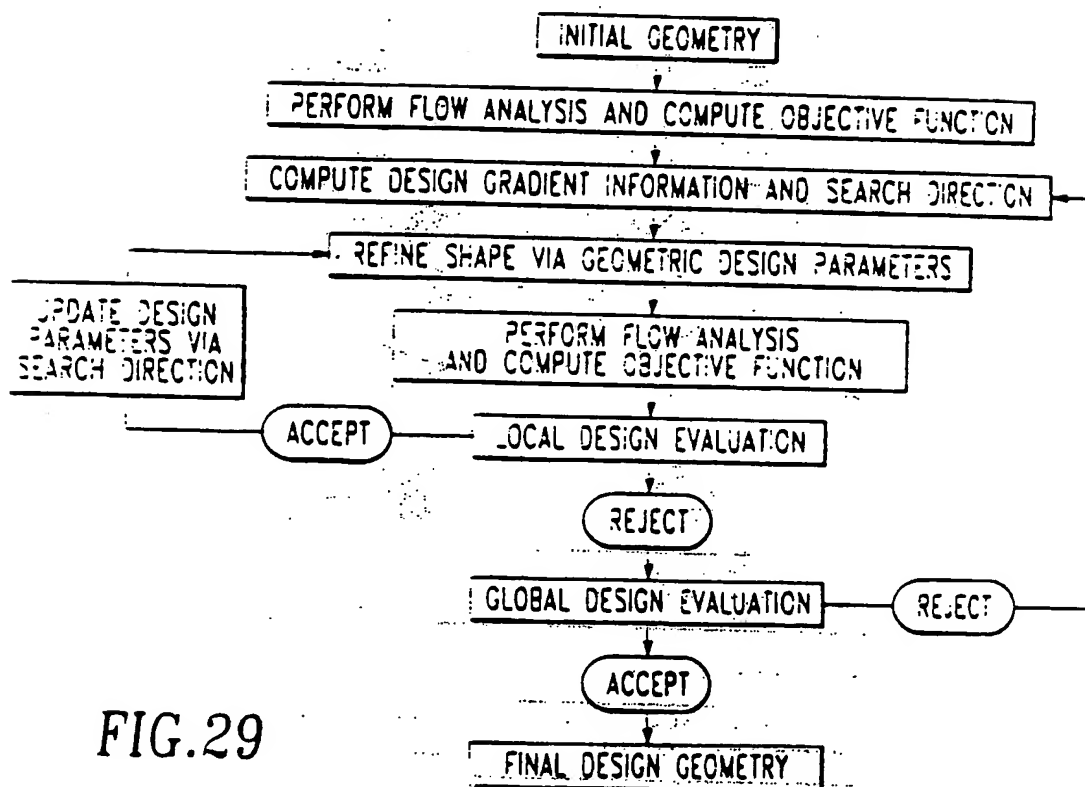 INITIAL GEOMETRY
PERFORM FLOW ANALYSIS AND COMPUTE OBJECTIVE FUNCTION
COMPUTE DESIGN GRADIENT INFORMATION AND SEARCH DIRECTION
REFINE SHAPE VIA GEOMETRIC DESIGN PARAMETERS
UPDATE DESIGN
PARAMETERS VIA
SEARCH DIRECTION
PERFORM FLOW ANALYSIS
AND COMPUTE OBJECTIVE FUNCTION
ACCEPT
LOCAL DESIGN EVALUATION
REJECT
GLOBAL DESIGN EVALUATION
REJECT
ACCEPT
FINAL DESIGN GEOMETRY
FIG.29